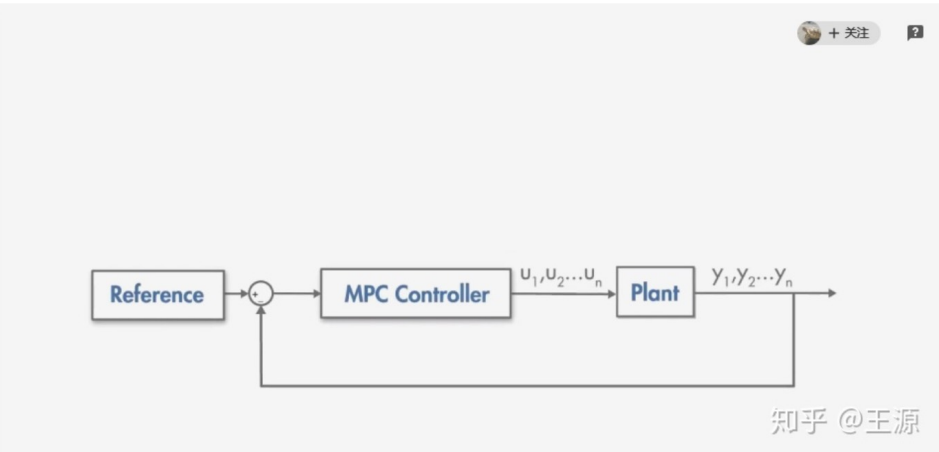 + 关注
?
Reference
+
-
MPC Controller
u₁,u₂...uₙ
Plant
y₁,y₂...yₙ
知乎 @王源